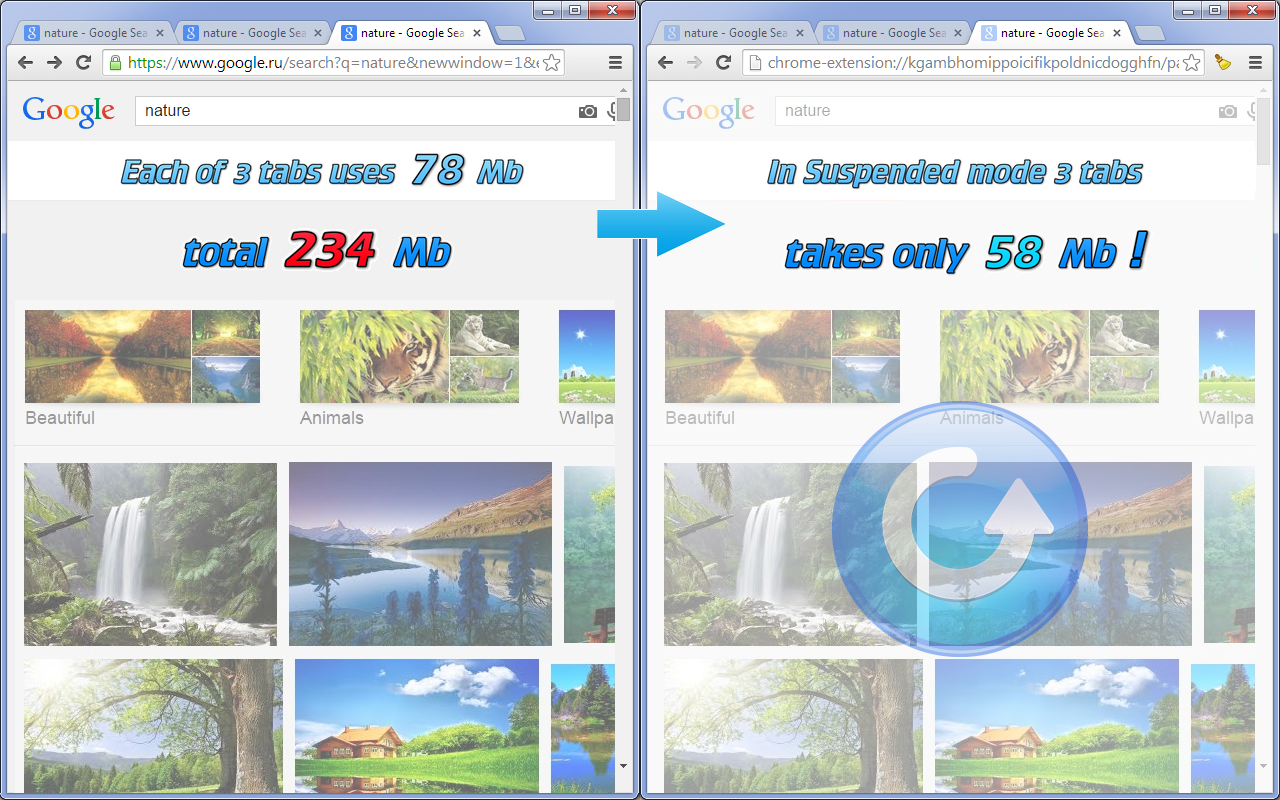 nature - Google Sea
nature - Google Sea
nature - Google Sea
https://www.google.ru/search?q=nature&newwindow=1&e
Google
nature
Each of 3 tabs uses 78 Mb
total 234 Mb
Beautiful
Animals
Wallpa
nature - Google Sea
nature - Google Sea
nature - Google Sea
chrome-extension://kgambhomippoicifikpoldnicdogghfn/pa
Google
nature
In Suspended mode 3 tabs
takes only 58 Mb !
Beautiful
Animals
Wallpa